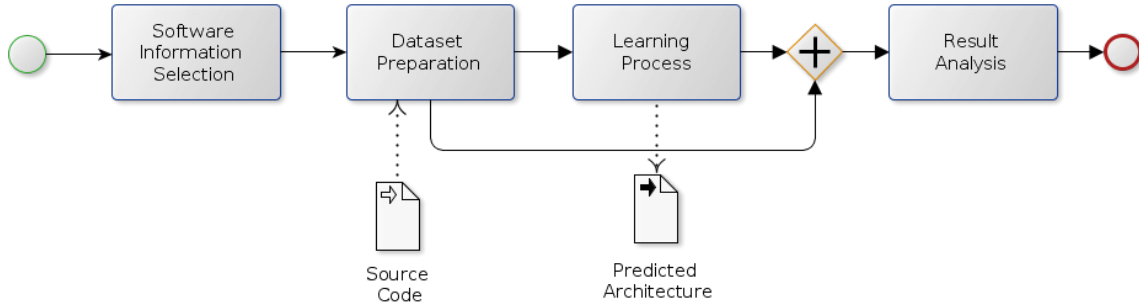 Software
Information
Selection
Dataset
Preparation
Learning
Process
Result
Analysis
Source
Code
Predicted
Architecture